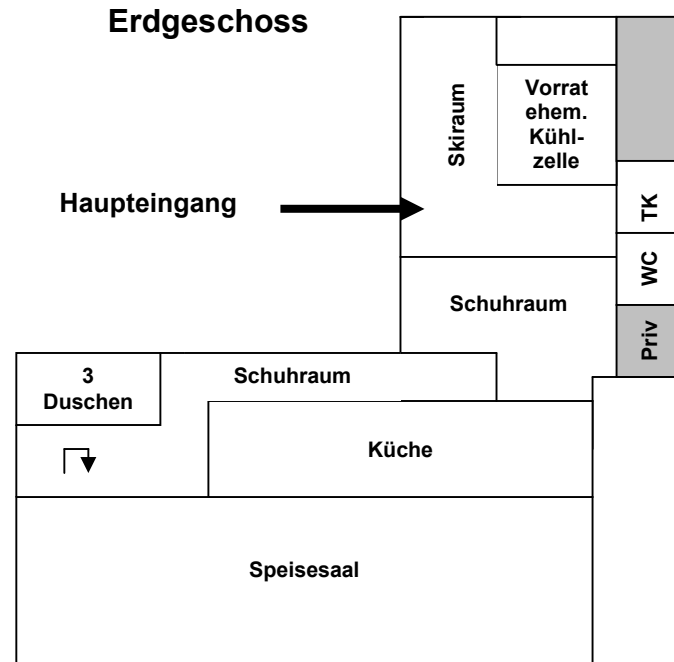 Erdgeschoss
Skiraum
Vorrat
ehem.
Kühl-
zelle
Haupteingang
TK
WC
Schuhraum
Priv
3
Duschen
Schuhraum
Küche
Speisesaal